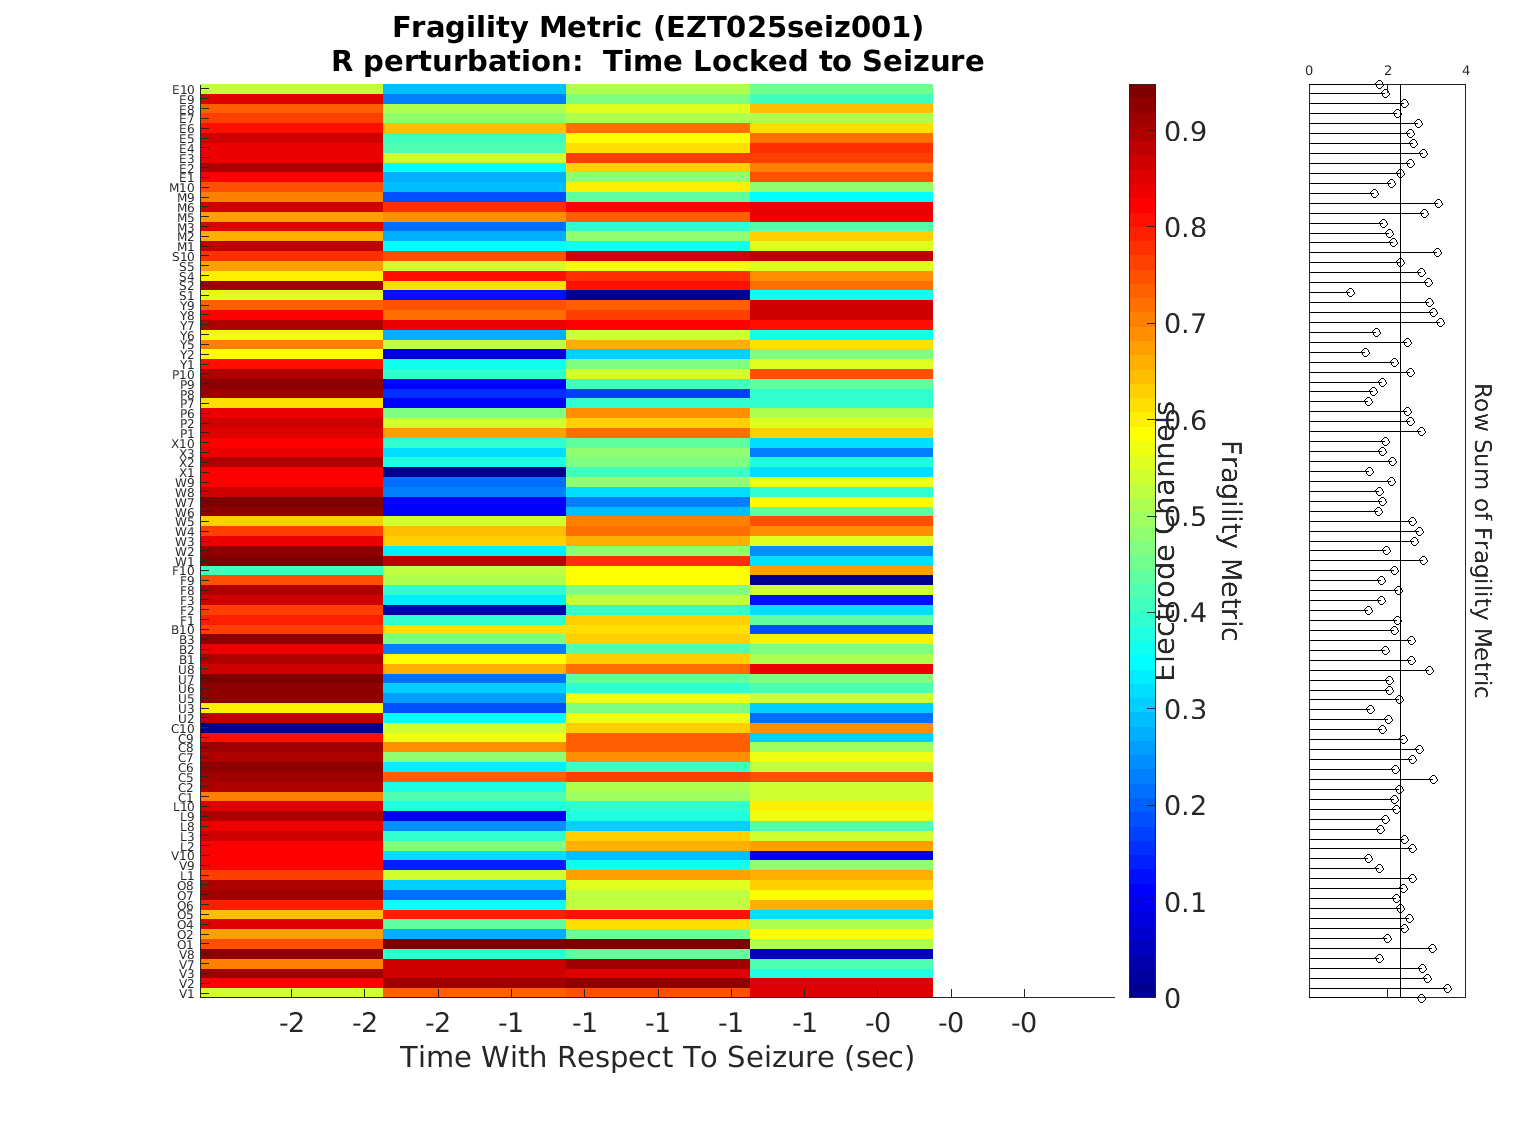 Fragility Metric (EZT025seiz001)
R perturbation:  Time Locked to Seizure
E10
E9
E8
E7
E6
E5
E4
E3
E2
E1
M10
M9
M6
M5
M3
M2
M1
S10
S5
S4
S2
S1
Y9
Y8
Y7
Y6
Y5
Y2
Y1
P10
P9
P8
P7
P6
P2
P1
X10
X3
X2
X1
W9
W8
W7
W6
W5
W4
W3
W2
W1
F10
F9
F8
F3
F2
F1
B10
B3
B2
B1
U8
U7
U6
U5
U3
U2
C10
C9
C8
C7
C6
C5
C2
C1
L10
L9
L8
L3
L2
V10
V9
L1
O8
O7
O6
O5
O4
O2
O1
V8
V7
V3
V2
V1
-2 -2 -2 -1 -1 -1 -1 -1 -0 -0 -0
Time With Respect To Seizure (sec)
0.9
0.8
0.7
0.6
0.5
0.4
0.3
0.2
0.1
0
Electrode Channels
Fragility Metric
0 2 4
Row Sum of Fragility Metric